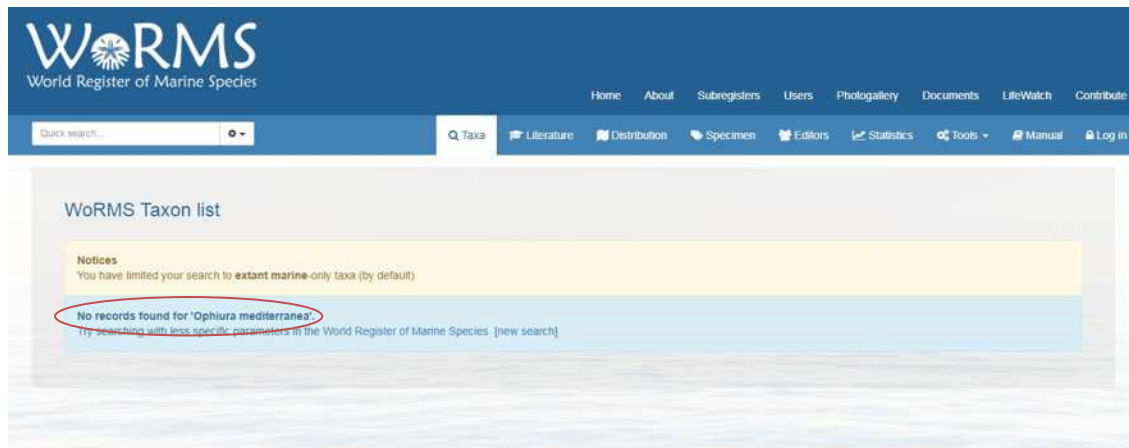 WoRMS
World Register of Marine Species
Home About Subregisters Users Photogallery Documents LifeWatch Contribute
Quick search... Taxa Literature Distribution Specimen Editors Statistics Tools Manual Log in
WoRMS Taxon list
Notices
You have limited your search to extant marine-only taxa (by default)
No records found for 'Ophiura mediterranea'.
Try searching with less specific parameters in the World Register of Marine Species [new search]